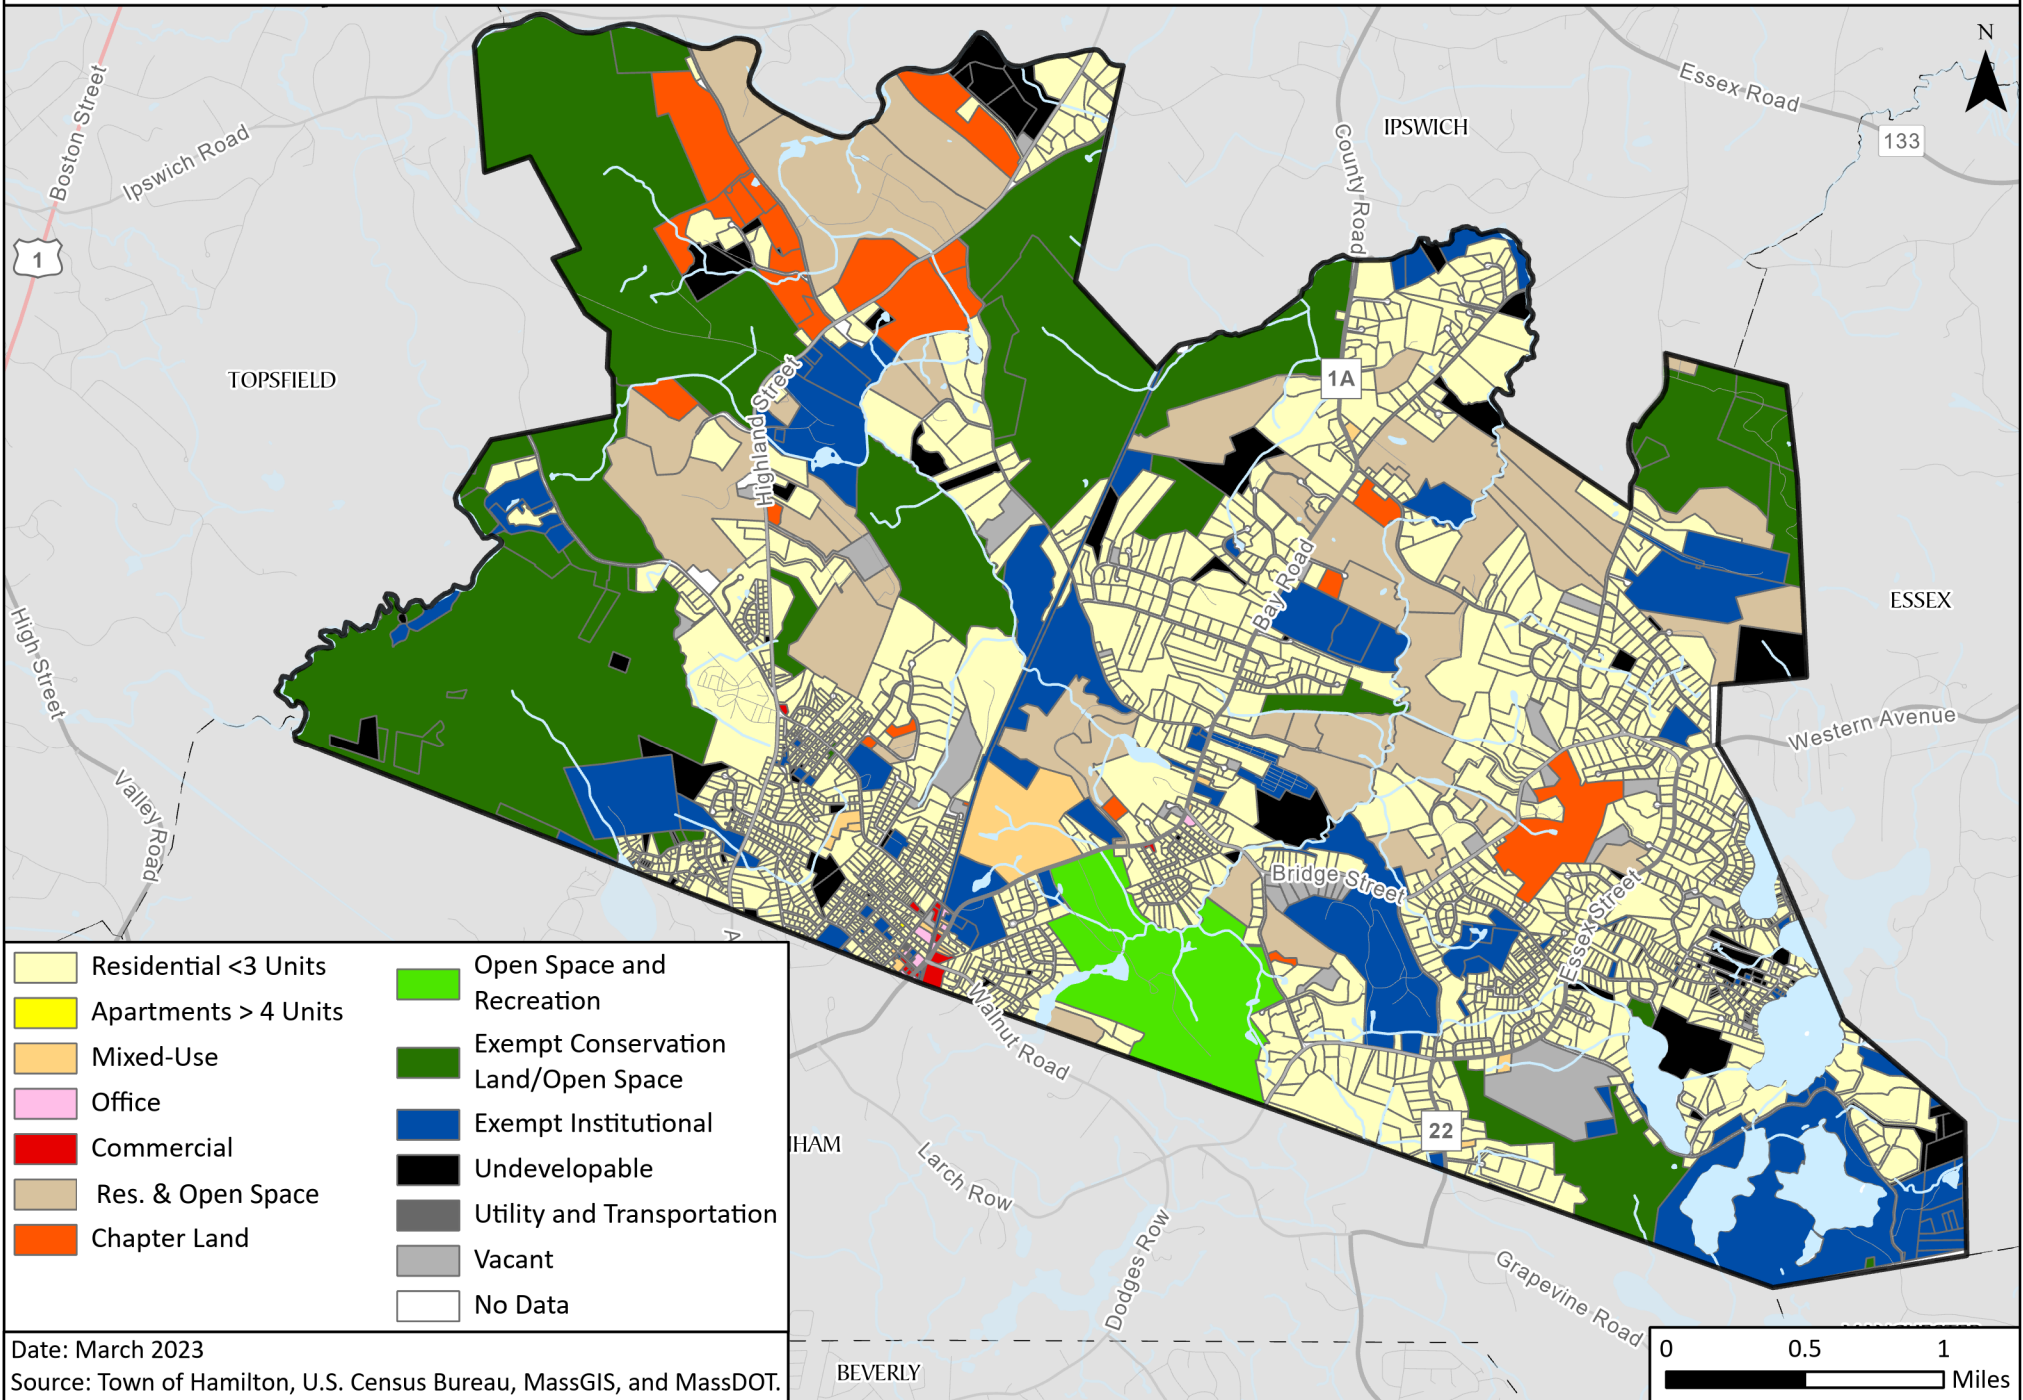 N
Essex Road
133
IPSWICH
County Road
Boston Street
Ipswich Road
1
TOPSFIELD
1A
Highland Street
Bay Road
ESSEX
High Street
Western Avenue
Valley Road
Bridge Street
Essex Street
Walnut Road
22
HAM
Larch Row
Dodges Row
Grapevine Road
BEVERLY
Residential <3 Units
Apartments > 4 Units
Mixed-Use
Office
Commercial
Res. & Open Space
Chapter Land
Open Space and
Recreation
Exempt Conservation
Land/Open Space
Exempt Institutional
Undevelopable
Utility and Transportation
Vacant
No Data
Date: March 2023
Source: Town of Hamilton, U.S. Census Bureau, MassGIS, and MassDOT.
0 0.5 1
Miles